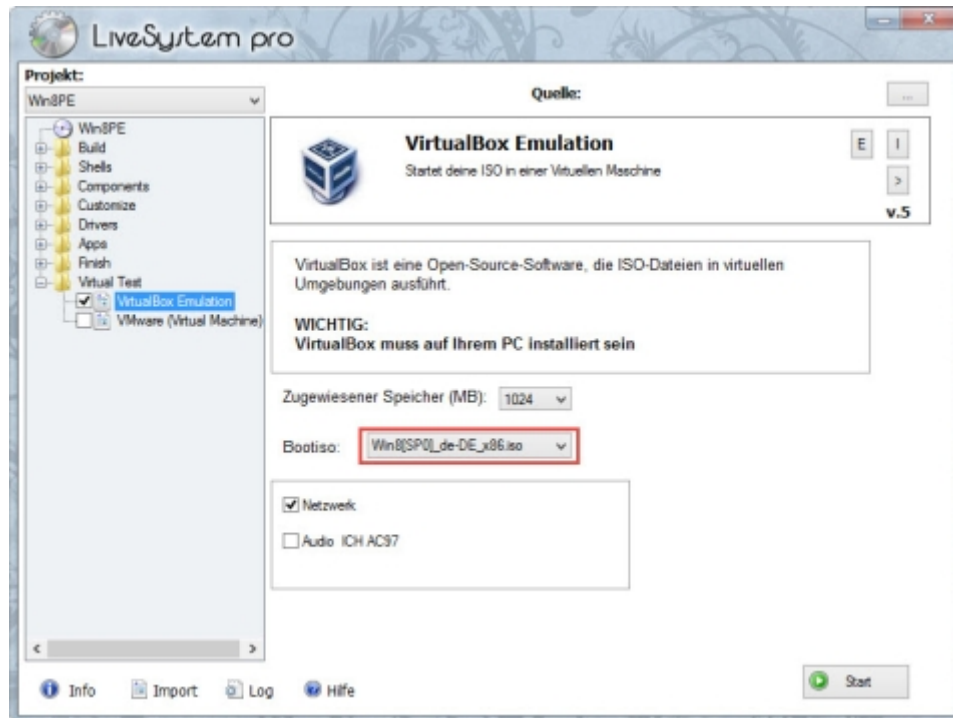 LiveSystem pro
Projekt:
Win8PE
Win8PE
Build
Shells
Components
Customize
Drivers
Apps
Finish
Virtual Test
VirtualBox Emulation
VMware (Virtual Machine)
Quelle:
...
VirtualBox Emulation
Startet deine ISO in einer Virtuellen Maschine
E
I
>
v.5
VirtualBox ist eine Open-Source-Software, die ISO-Dateien in virtuellen
Umgebungen ausführt.
WICHTIG:
VirtualBox muss auf Ihrem PC installiert sein
Zugewiesener Speicher (MB): 1024
Bootiso: Win8[SP0]_de-DE_x86.iso
Netzwerk
Audio ICH AC97
Info Import Log Hilfe
Start